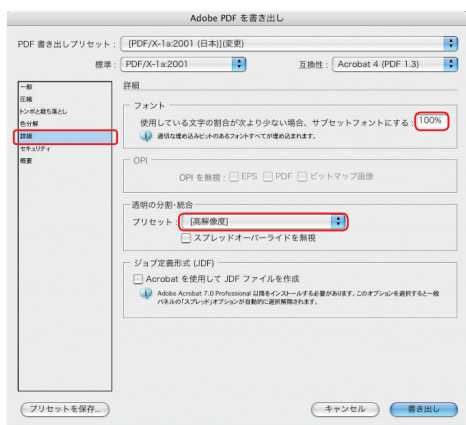 Adobe PDF を書き出し
PDF 書き出しプリセット： [PDF/X-1a:2001 (日本)](変更)
標準： PDF/X-1a:2001 互換性： Acrobat 4 (PDF 1.3)
一般
圧縮
トンボと裁ち落とし
色分解
詳細
セキュリティ
概要
詳細
フォント
使用している文字の割合が次より少ない場合、サブセットフォントにする： 100%
適切な埋め込みビットのあるフォントすべてが埋め込まれます。
OPI
OPI を無視： EPS PDF ビットマップ画像
透明の分割・統合
プリセット： [高解像度]
スプレッドオーバーライドを無視
ジョブ定義形式 (JDF)
Acrobat を使用して JDF ファイルを作成
Adobe Acrobat 7.0 Professional 以降をインストールする必要があります。このオプションを選択すると一般
パネルの「スプレッド」オプションが自動的に選択解除されます。
プリセットを保存... キャンセル 書き出し